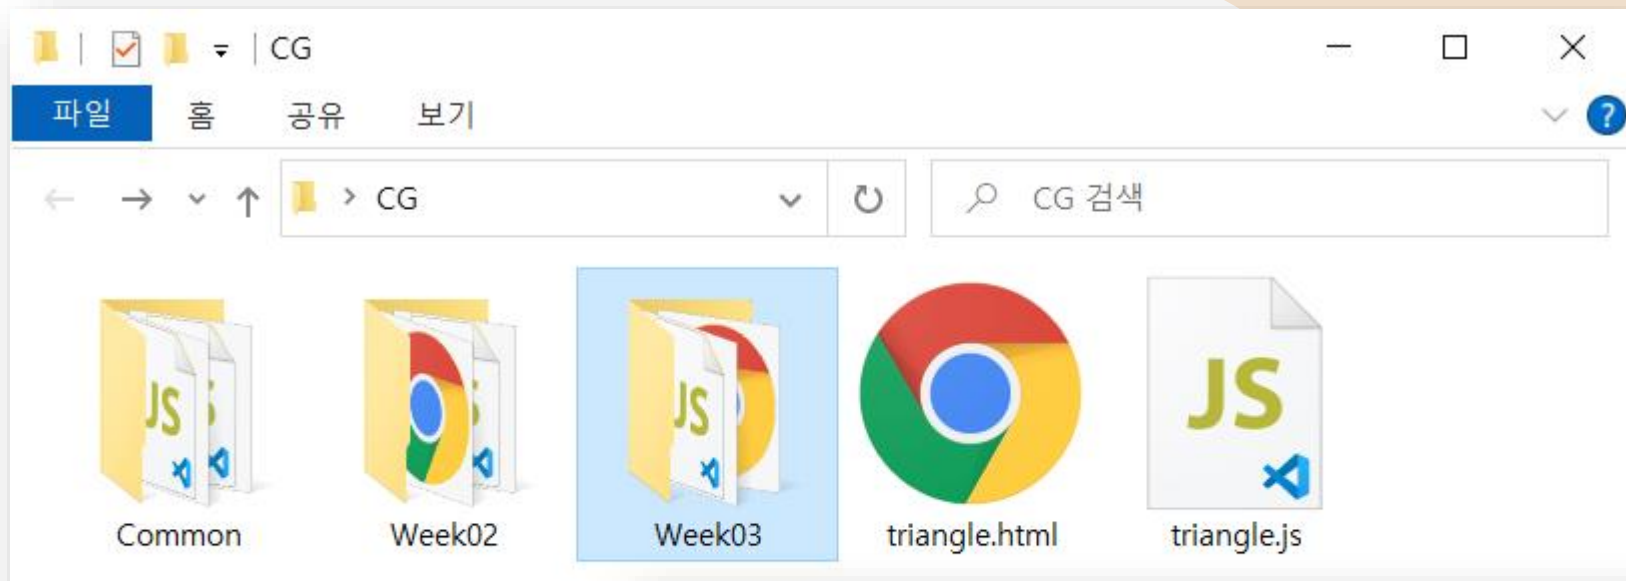 CG
파일 홈 공유 보기 ?
> CG CG 검색
JS JS JS
Common Week02 Week03 triangle.html triangle.js